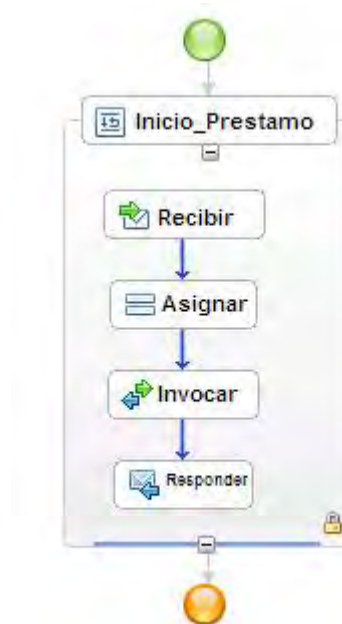 Inicio_Prestamo
Recibir
Asignar
Invocar
Responder